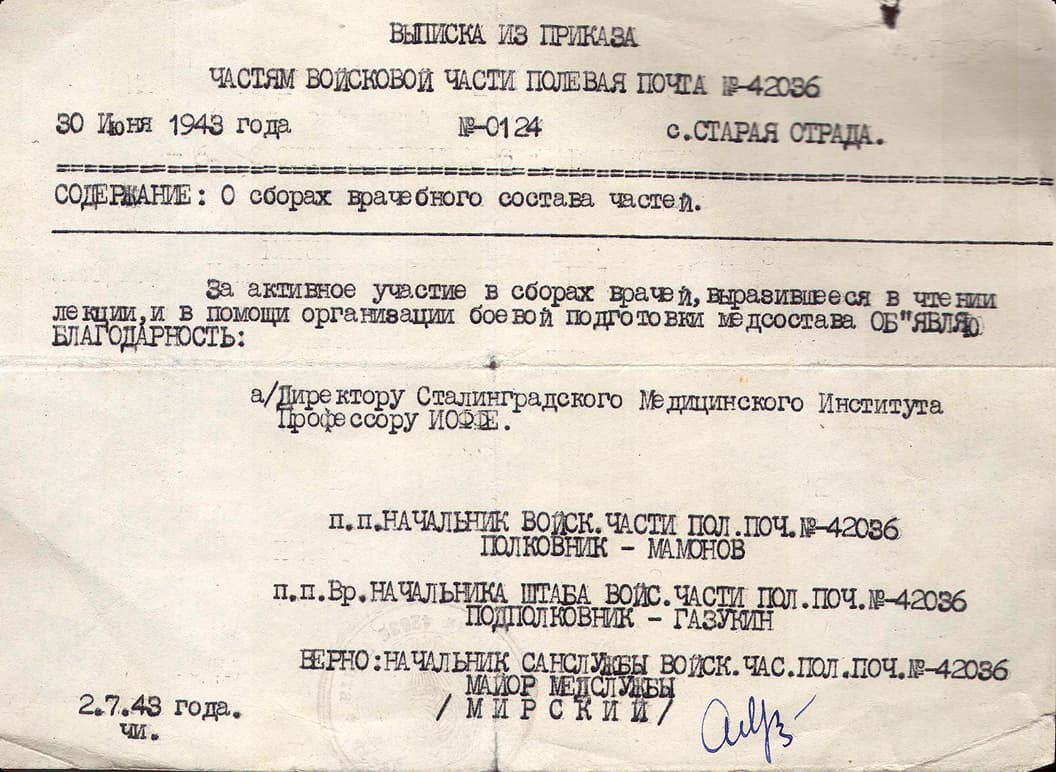 ВЫПИСКА ИЗ ПРИКАЗА
ЧАСТЯМ ВОЙСКОВОЙ ЧАСТИ ПОЛЕВАЯ ПОЧТА №-42036
30 Июня 1943 года №-0124 с.СТАРАЯ ОТРАДА.
СОДЕРЖАНИЕ: О сборах врачебного состава частей.
За активное участие в сборах врачей,выразившееся в чтении
лекции,и в помощи организации боевой подготовки медсостава ОБ"ЯВЛЯЮ
БЛАГОДАРНОСТЬ:
а/Директору Сталинградского Медицинского Института
Профессору ИОФФЕ.
п.п.НАЧАЛЬНИК ВОЙСК.ЧАСТИ ПОЛ.ПОЧ.№-42036
ПОЛКОВНИК - МАМОНОВ
п.п.Вр.НАЧАЛЬНИКА ШТАБА ВОЙС.ЧАСТИ ПОЛ.ПОЧ.№-42036
ПОДПОЛКОВНИК - ГАЗУКИН
ВЕРНО:НАЧАЛЬНИК САНСЛУЖБЫ ВОЙСК.ЧАС.ПОЛ.ПОЧ.№-42036
МАЙОР МЕДСЛУЖБЫ
/ М И Р С К И Й /
2.7.43 года.
чи.